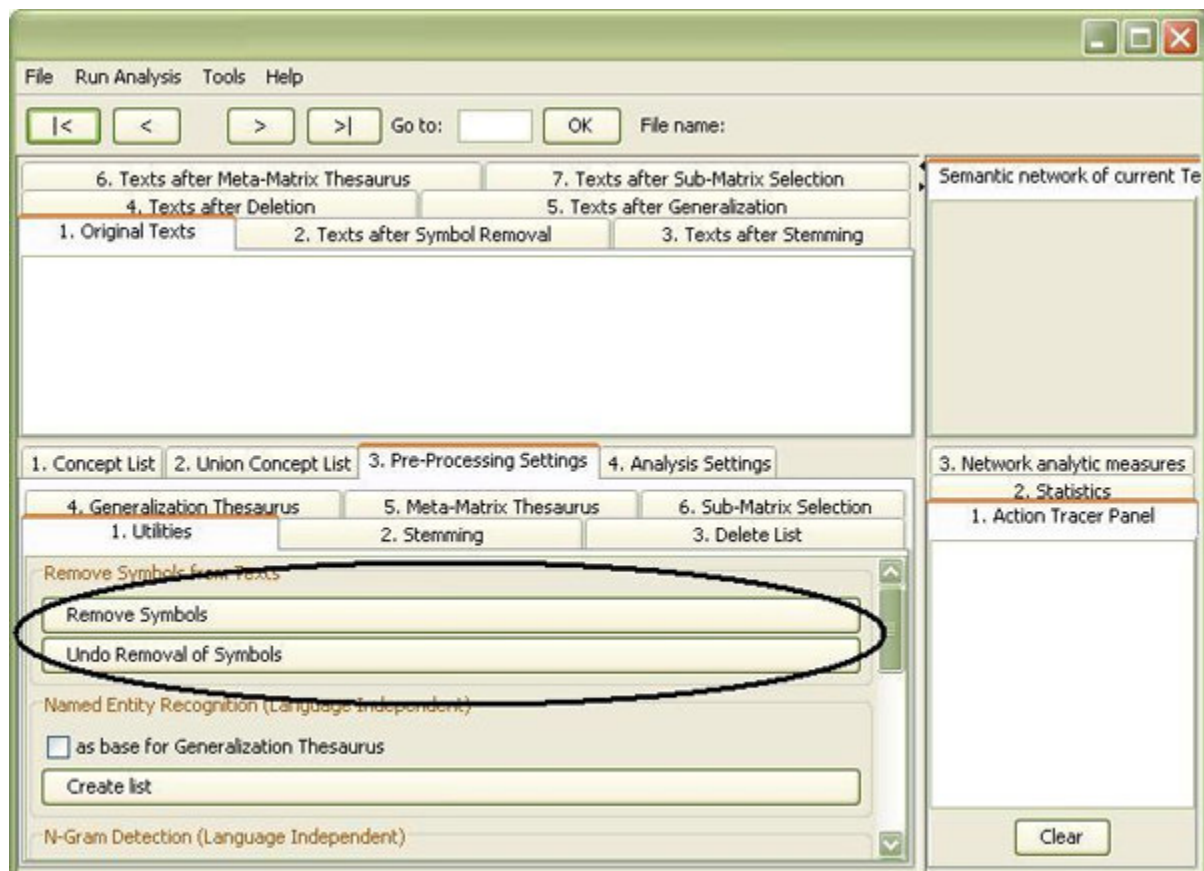 File Run Analysis Tools Help
|< < > >| Go to: OK File name:
6. Texts after Meta-Matrix Thesaurus 7. Texts after Sub-Matrix Selection
4. Texts after Deletion 5. Texts after Generalization
1. Original Texts 2. Texts after Symbol Removal 3. Texts after Stemming
Semantic network of current Te
1. Concept List 2. Union Concept List 3. Pre-Processing Settings 4. Analysis Settings
4. Generalization Thesaurus 5. Meta-Matrix Thesaurus 6. Sub-Matrix Selection
1. Utilities 2. Stemming 3. Delete List
Remove Symbols from Texts
Remove Symbols
Undo Removal of Symbols
Named Entity Recognition (Language Independent)
as base for Generalization Thesaurus
Create list
N-Gram Detection (Language Independent)
3. Network analytic measures
2. Statistics
1. Action Tracer Panel
Clear